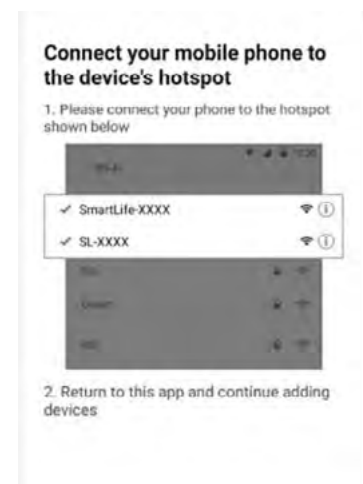 Connect your mobile phone to
the device's hotspot
1. Please connect your phone to the hotspot
shown below
SmartLife-XXXX
SL-XXXX
2. Return to this app and continue adding
devices